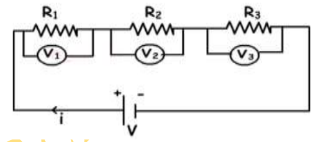 R1 R2 R3
V1 V2 V3
+ -
i V